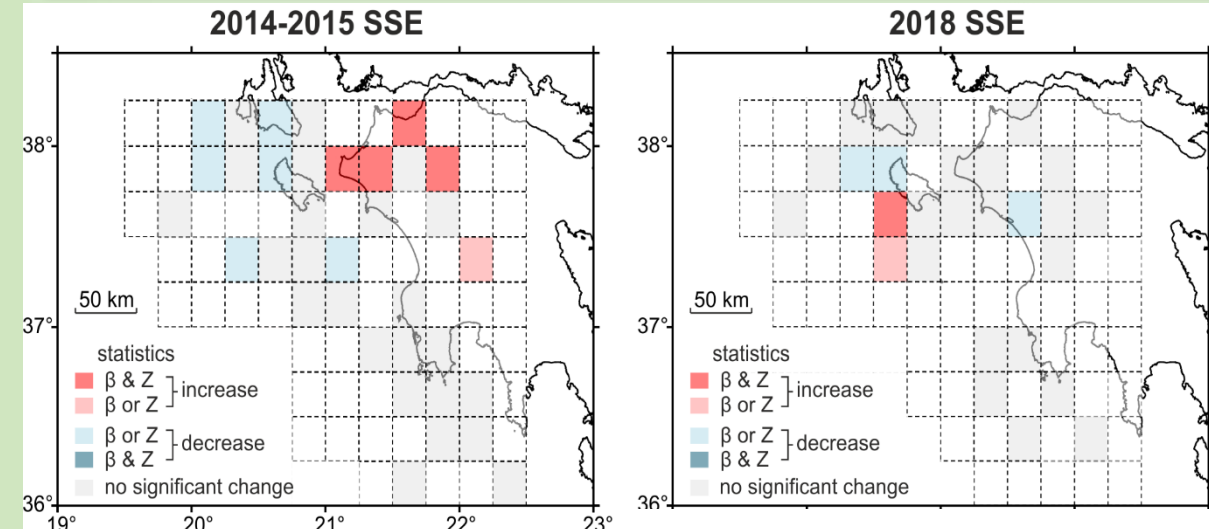 2014-2015 SSE
38°
37°
36°
19°
20°
21°
22°
23°
50 km
statistics
β & Z
β or Z
increase
β or Z
β & Z
decrease
no significant change
2018 SSE
38°
37°
36°
50 km
statistics
β & Z
β or Z
increase
β or Z
β & Z
decrease
no significant change